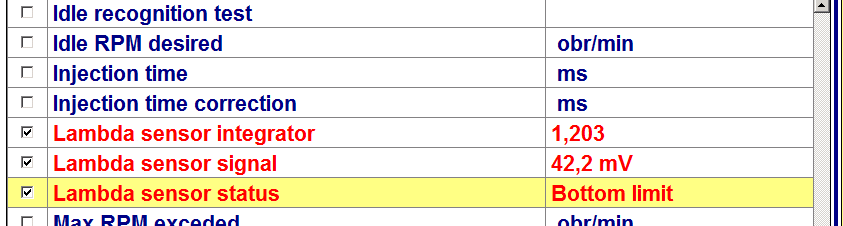 Idle recognition test
Idle RPM desired obr/min
Injection time ms
Injection time correction ms
Lambda sensor integrator 1,203
Lambda sensor signal 42,2 mV
Lambda sensor status Bottom limit
Max RPM exceded obr/min